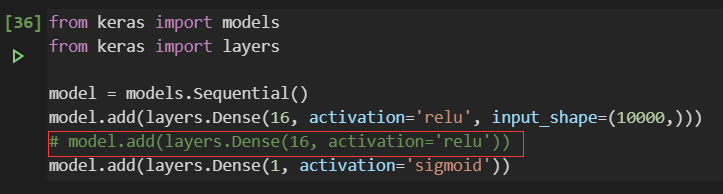 [36] from keras import models
from keras import layers
model = models.Sequential()
model.add(layers.Dense(16, activation='relu', input_shape=(10000,)))
# model.add(layers.Dense(16, activation='relu'))
model.add(layers.Dense(1, activation='sigmoid'))